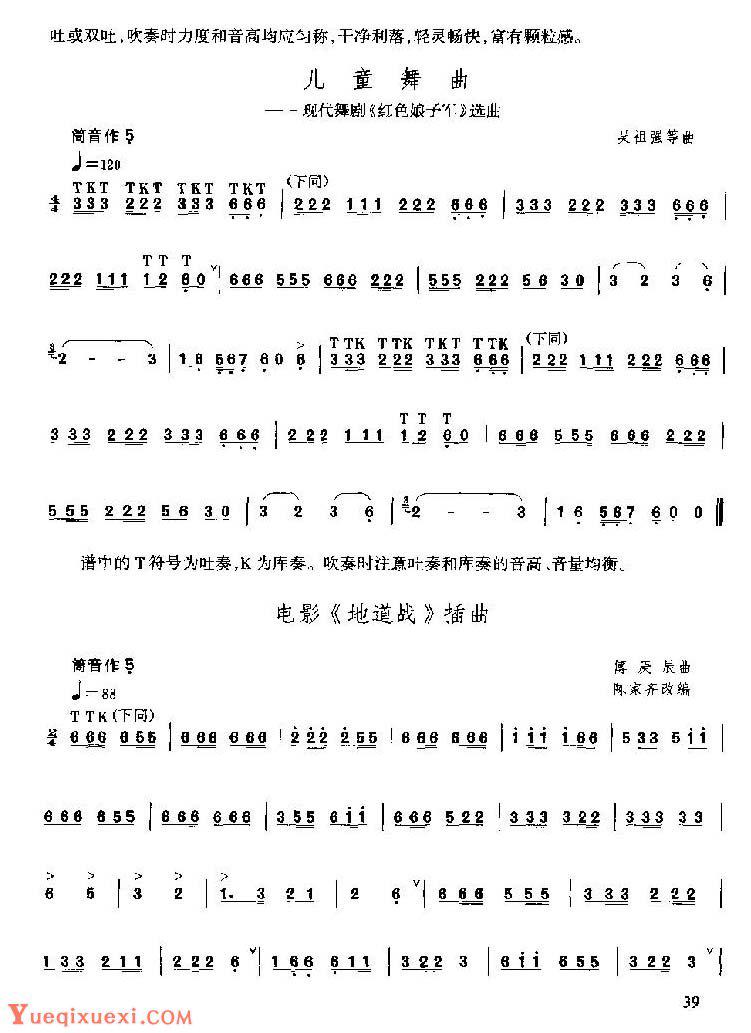 吐或双吐,吹奏时力度和音高均应匀称,干净利落,轻灵畅快,富有颗粒感。
儿童舞曲
——现代舞剧《红色娘子军》选曲
筒音作5
吴祖强等曲
♩=120
TKT TKT TKT TKT (下同)
4/4 333 222 333 666 | 222 111 222 666 | 333 222 333 666 |
T T T
222 111 12 60 | 666 555 666 222 | 555 222 56 30 | 3 2 3 6 |
2 - - 3 | 16 567 60 6 | 333 222 333 666 | 222 111 222 666 |
TTK TTK TKT TTK (下同)
333 222 333 666 | 222 111 12 60 | 666 555 666 222 |
T T T
555 222 56 30 | 3 2 3 6 | 2 - - 3 | 16 567 60 0 ‖
谱中的T符号为吐奏,K为库奏。吹奏时注意吐奏和库奏的音高、音量均衡。
电影《地道战》插曲
筒音作5
傅庚辰曲
♩=88
陈家齐改编
TTK(下同)
2/4 666 655 | 666 666 | 222 255 | 666 666 | 111 166 | 533 511 |
666 655 | 666 666 | 355 611 | 666 522 | 333 322 | 333 333 |
6 5 | 3 2 | 1. 3 21 | 2 6 | 666 555 | 666 333 | 222 |
133 211 | 222 6 | 166 611 | 322 3 | 611 655 | 322 3 |
39
Yueqixuexi.com